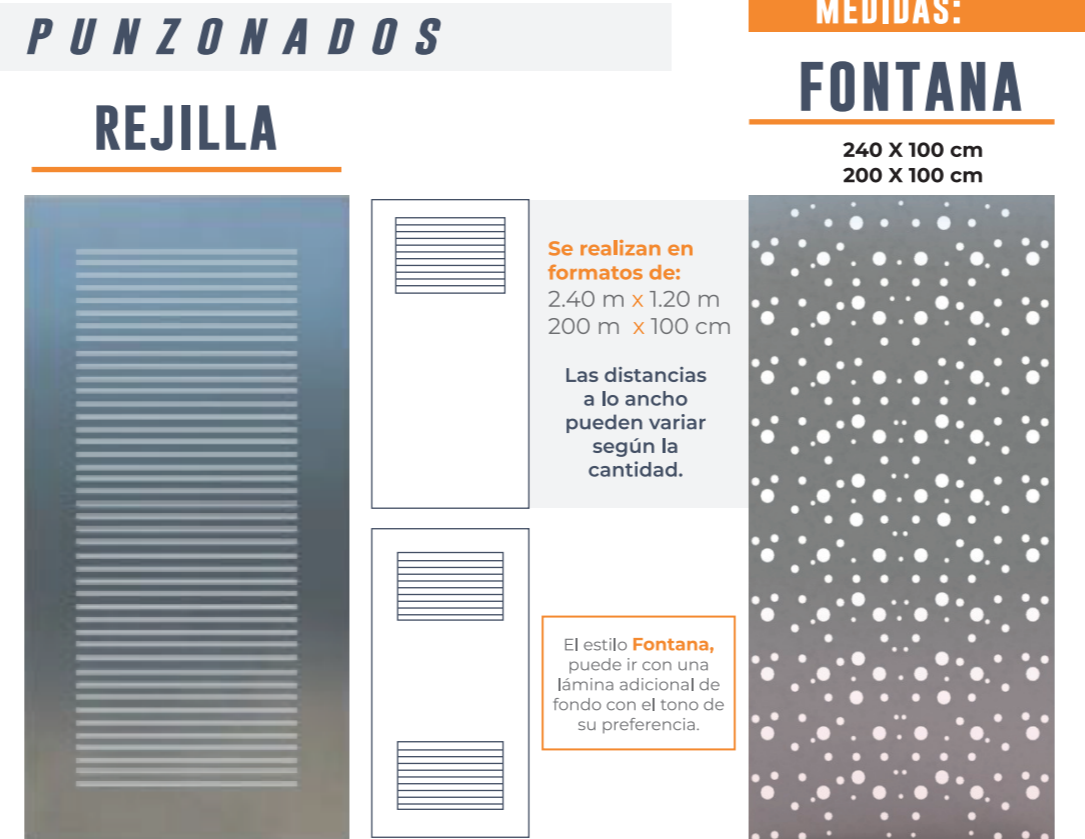 PUNZONADOS
REJILLA
Se realizan en
formatos de:
2.40 m x 1.20 m
200 m x 100 cm
Las distancias
a lo ancho
pueden variar
según la
cantidad.
El estilo Fontana,
puede ir con una
lámina adicional de
fondo con el tono de
su preferencia.
MEDIDAS:
FONTANA
240 X 100 cm
200 X 100 cm